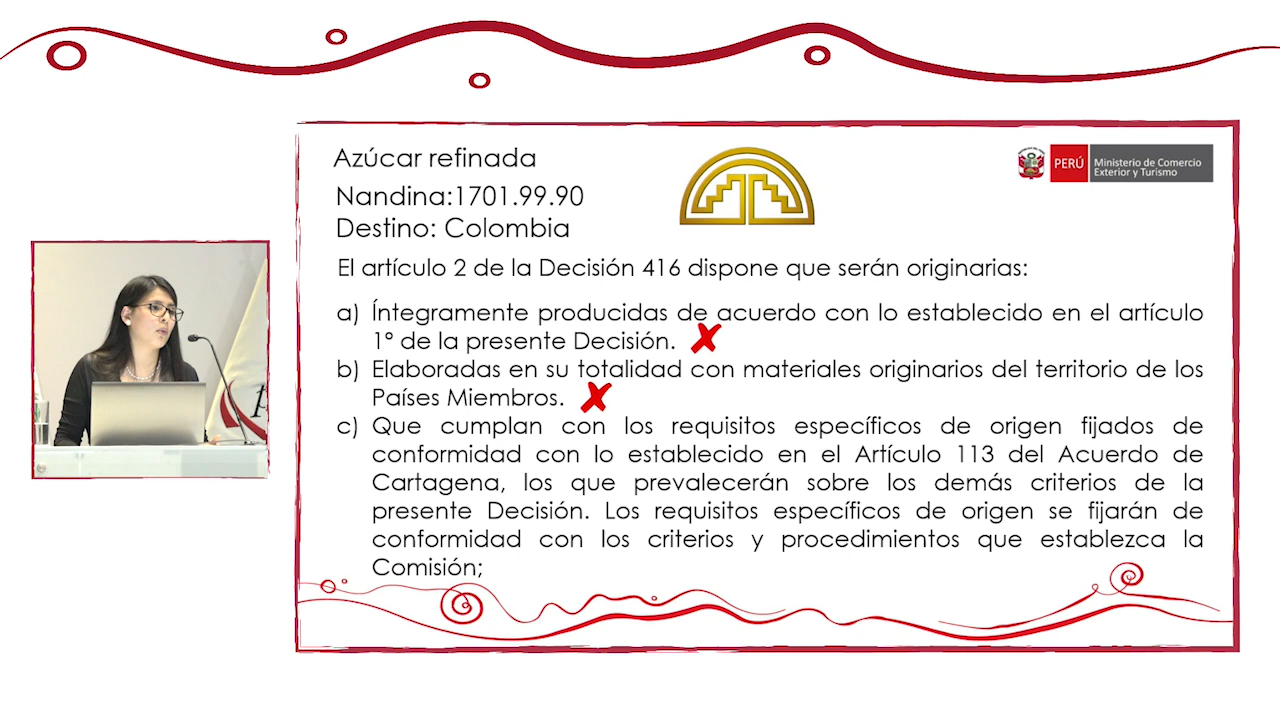 Azúcar refinada
Nandina:1701.99.90
Destino: Colombia
PERÚ
Ministerio de Comercio
Exterior y Turismo
El artículo 2 de la Decisión 416 dispone que serán originarias:
a) Íntegramente producidas de acuerdo con lo establecido en el artículo
1° de la presente Decisión.
b) Elaboradas en su totalidad con materiales originarios del territorio de los
Países Miembros.
c) Que cumplan con los requisitos específicos de origen fijados de
conformidad con lo establecido en el Artículo 113 del Acuerdo de
Cartagena, los que prevalecerán sobre los demás criterios de la
presente Decisión. Los requisitos específicos de origen se fijarán de
conformidad con los criterios y procedimientos que establezca la
Comisión;